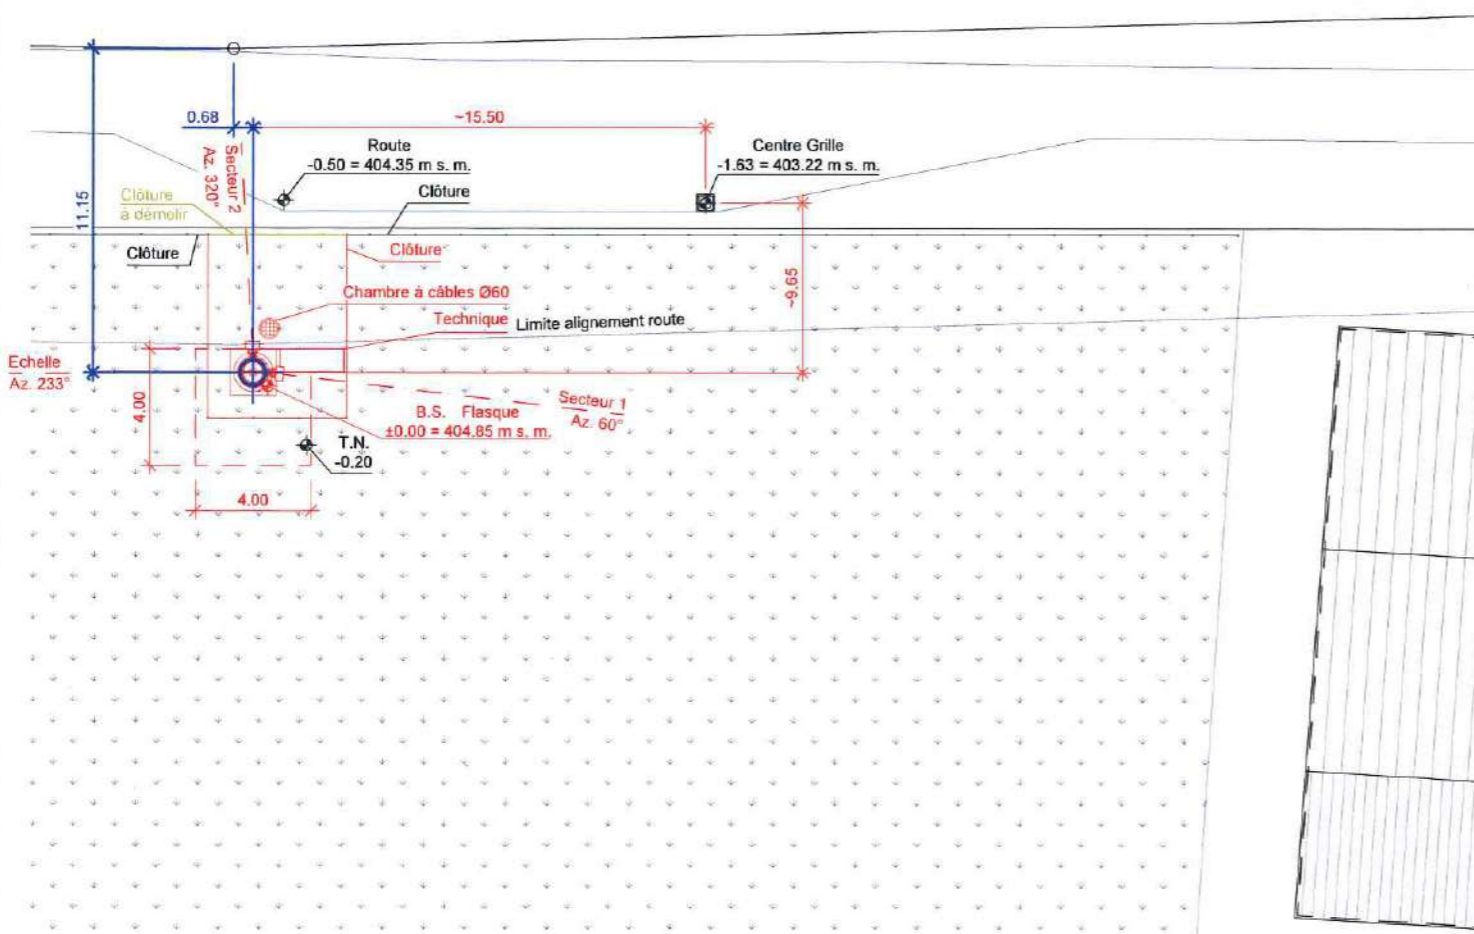 0.68
~15.50
Route
-0.50 = 404.35 m s. m.
Centre Grille
-1.63 = 403.22 m s. m.
Secteur 2
Az. 320°
Clôture
à démolir
Clôture
11.15
Clôture
Clôture
~9.65
Chambre à câbles Ø60
Technique
Limite alignement route
Echelle
Az. 233°
4.00
Secteur 1
Az. 60°
B.S. Flasque
±0.00 = 404.85 m s. m.
T.N.
-0.20
4.00